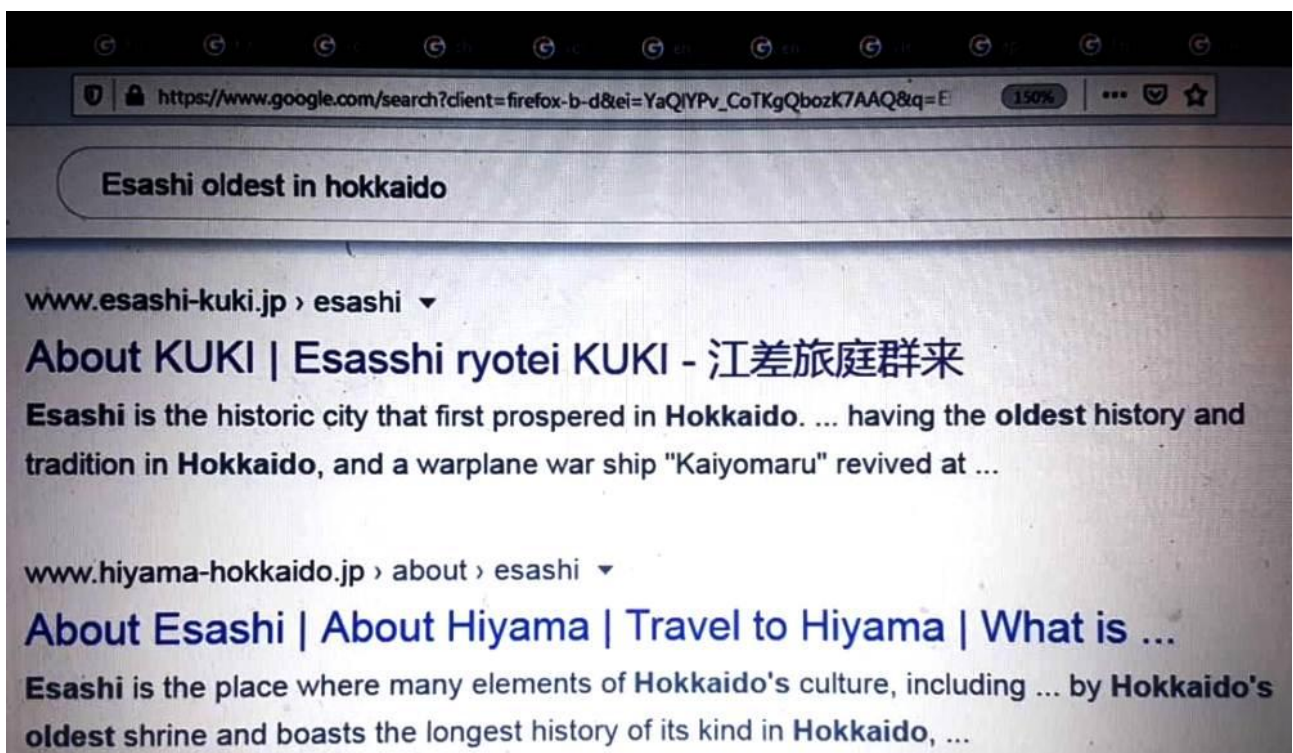 https://www.google.com/search?client=firefox-b-d&ei=YaQIYPv_CoTKgQbozK7AAQ&q=E
150%
Esashi oldest in hokkaido
www.esashi-kuki.jp › esashi
About KUKI | Esasshi ryotei KUKI - 江差旅庭群来
Esashi is the historic city that first prospered in Hokkaido. ... having the oldest history and
tradition in Hokkaido, and a warplane war ship "Kaiyomaru" revived at ...
www.hiyama-hokkaido.jp › about › esashi
About Esashi | About Hiyama | Travel to Hiyama | What is ...
Esashi is the place where many elements of Hokkaido's culture, including ... by Hokkaido's
oldest shrine and boasts the longest history of its kind in Hokkaido, ...